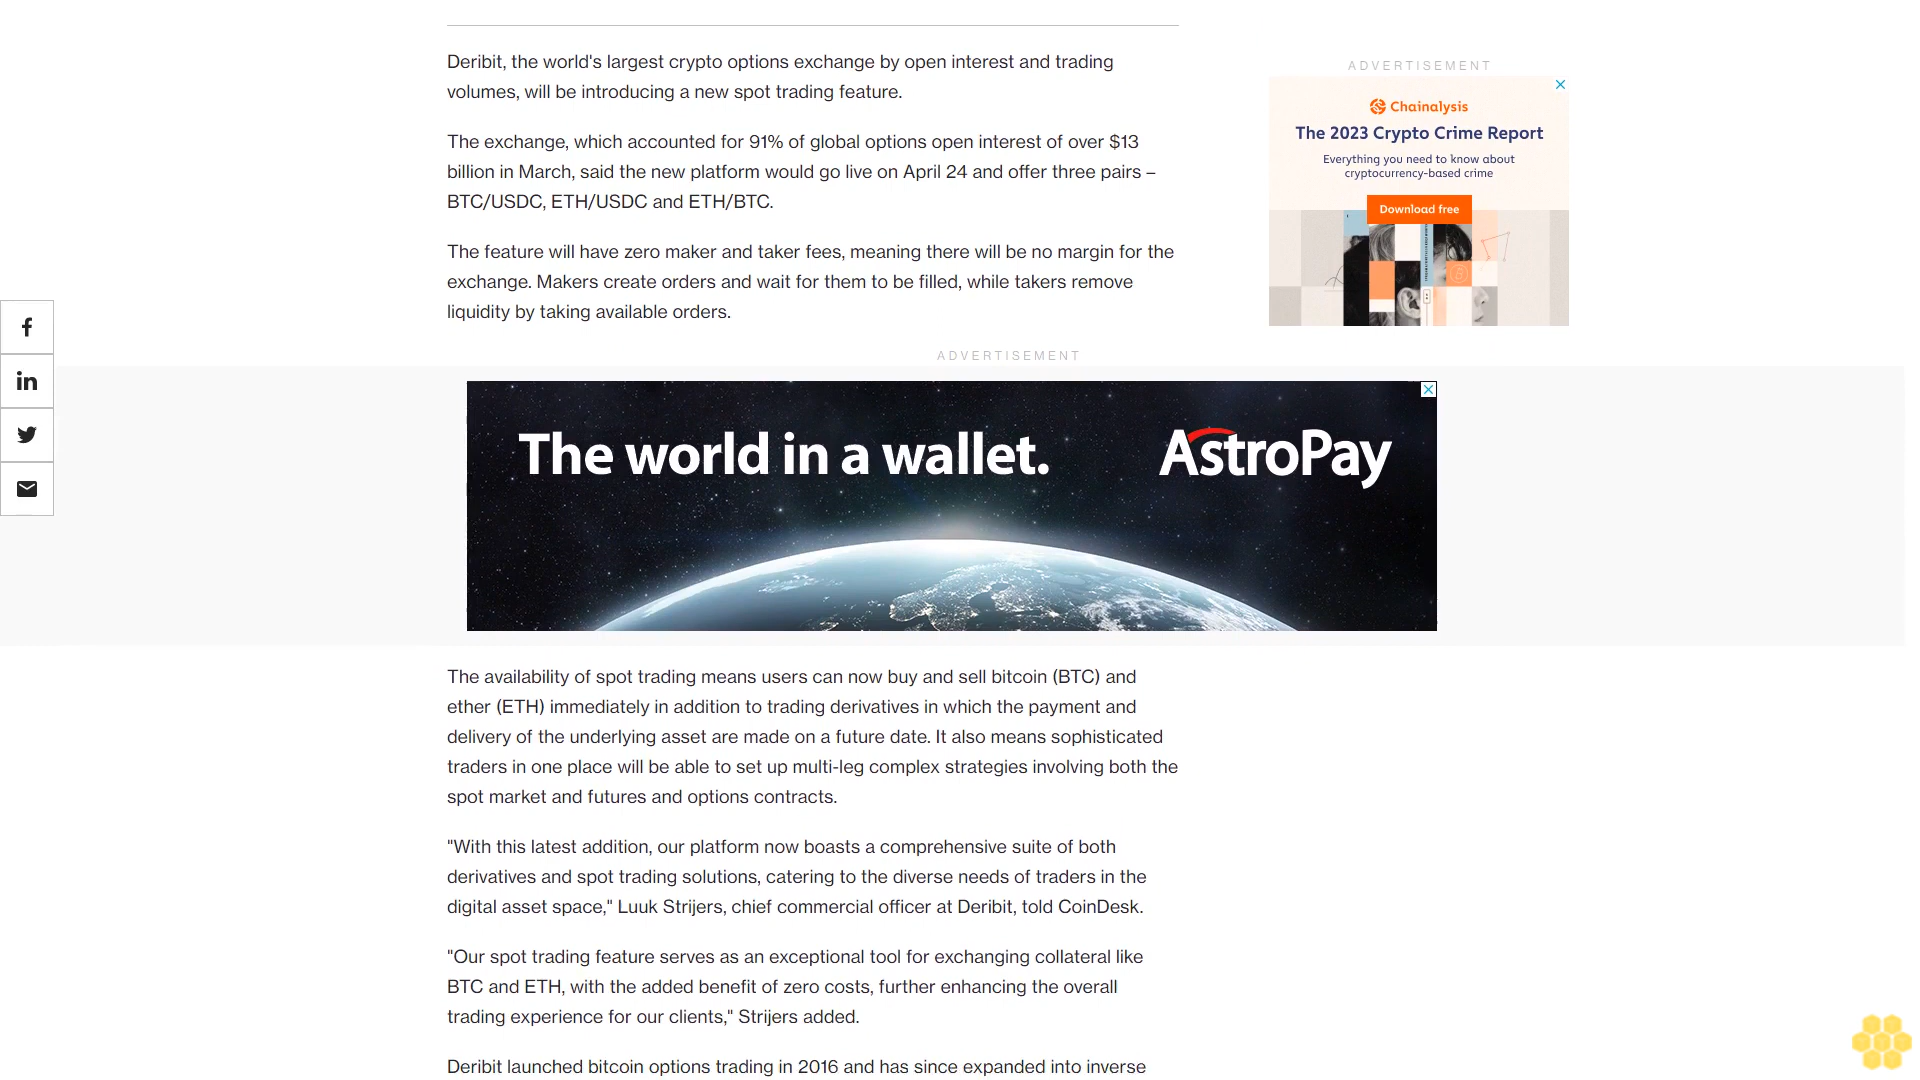 Deribit, the world's largest crypto options exchange by open interest and trading
volumes, will be introducing a new spot trading feature.
The exchange, which accounted for 91% of global options open interest of over $13
billion in March, said the new platform would go live on April 24 and offer three pairs –
BTC/USDC, ETH/USDC and ETH/BTC.
The feature will have zero maker and taker fees, meaning there will be no margin for the
exchange. Makers create orders and wait for them to be filled, while takers remove
liquidity by taking available orders.
ADVERTISEMENT
Chainalysis
The 2023 Crypto Crime Report
Everything you need to know about
cryptocurrency-based crime
Download free
ADVERTISEMENT
The world in a wallet.
AstroPay
The availability of spot trading means users can now buy and sell bitcoin (BTC) and
ether (ETH) immediately in addition to trading derivatives in which the payment and
delivery of the underlying asset are made on a future date. It also means sophisticated
traders in one place will be able to set up multi-leg complex strategies involving both the
spot market and futures and options contracts.
"With this latest addition, our platform now boasts a comprehensive suite of both
derivatives and spot trading solutions, catering to the diverse needs of traders in the
digital asset space," Luuk Strijers, chief commercial officer at Deribit, told CoinDesk.
"Our spot trading feature serves as an exceptional tool for exchanging collateral like
BTC and ETH, with the added benefit of zero costs, further enhancing the overall
trading experience for our clients," Strijers added.
Deribit launched bitcoin options trading in 2016 and has since expanded into inverse